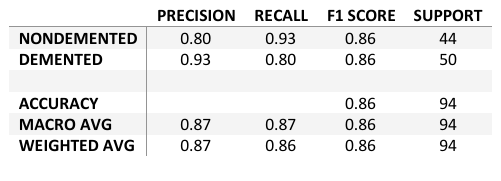 PRECISION RECALL F1 SCORE SUPPORT
NONDEMENTED 0.80 0.93 0.86 44
DEMENTED 0.93 0.80 0.86 50
ACCURACY 0.86 94
MACRO AVG 0.87 0.87 0.86 94
WEIGHTED AVG 0.87 0.86 0.86 94